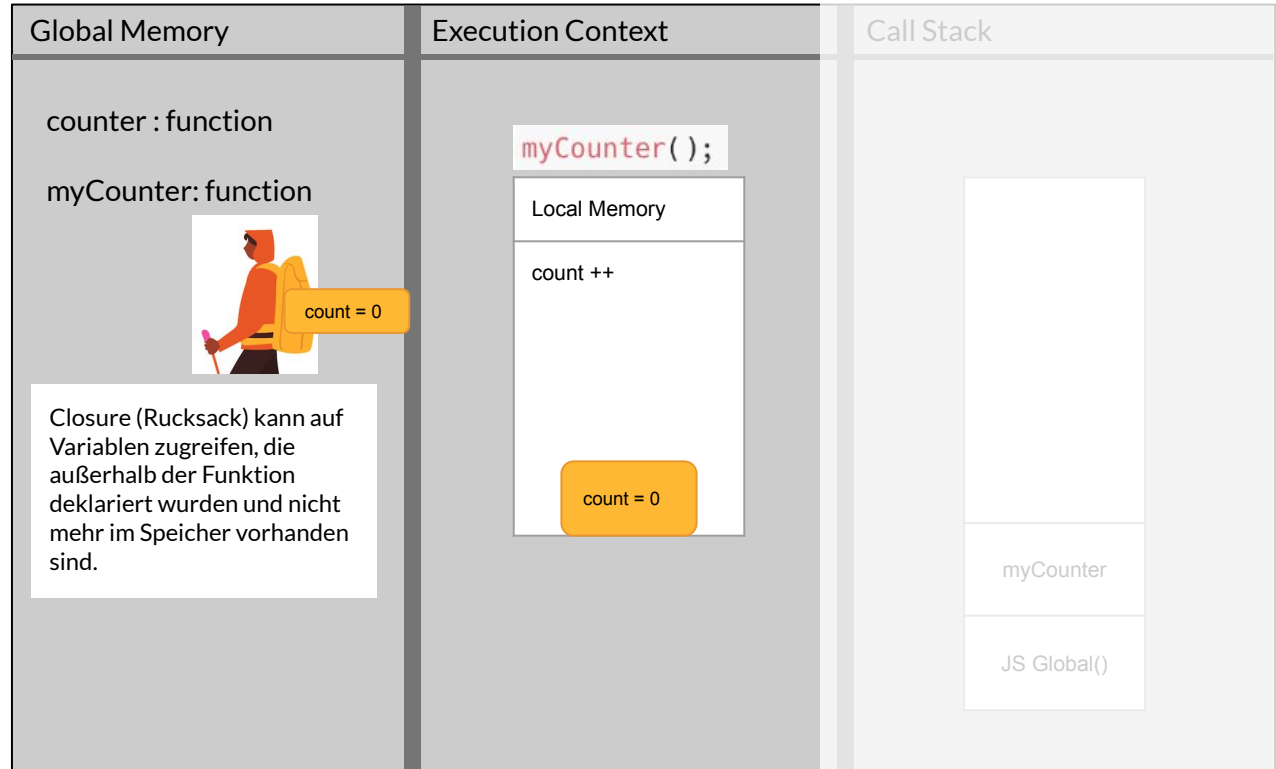 Global Memory
Execution Context
Call Stack
counter : function
myCounter: function
count = 0
Closure (Rucksack) kann auf
Variablen zugreifen, die
außerhalb der Funktion
deklariert wurden und nicht
mehr im Speicher vorhanden
sind.
myCounter();
Local Memory
count ++
count = 0
myCounter
JS Global()